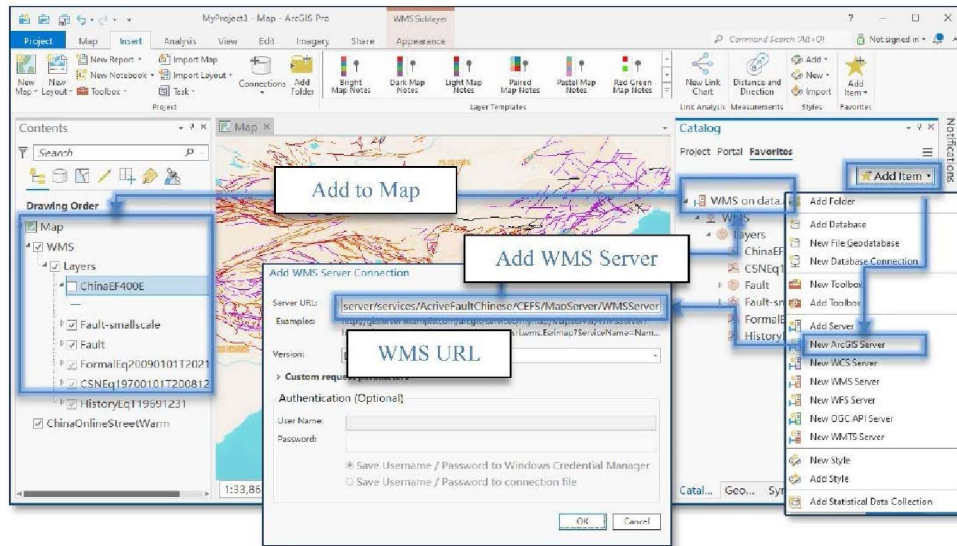 MyProject3 - Map - ArcGIS Pro
WMS Sublayer
?
Project Map Insert Analysis View Edit Imagery Share Appearance
Command Search (Alt+Q)
Not signed in
New Map
New Layout
New Report
New Notebook
Toolbox
Import Map
Import Layout
Task
Connections
Add Folder
Bright Map Notes
Dark Map Notes
Light Map Notes
Paired Map Notes
Pastel Map Notes
Red Green Map Notes
New Link Chart
Distance and Direction
Add
New
Import
Add Item
Project
Layer Templates
Link Analysis
Measurements
Styles
Favorites
Contents
Search
Drawing Order
Map
WMS
Layers
ChinaEF400E
Fault-smallscale
Fault
FormalEq20090101T2021
CSNEq19700101T200812
HistoryEqT19691231
ChinaOnlineStreetWarm
Map
1:33,86
Add to Map
Add WMS Server
WMS URL
Add WMS Server Connection
Server URL:
server/services/AcriveFaultChinese/CEFS/MapServer/WMSServer
Examples:
Version:
Custom request parameters
Authentication (Optional)
User Name:
Password:
Save Username / Password to Windows Credential Manager
Save Username / Password to connection file
OK
Cancel
Catalog
Project Portal Favorites
Add Item
WMS on data.
WMS
Layers
ChinaEF
CSNEq1
Fault
Fault-sm
FormalE
History
Catal... Geo... Sy
Notifications
Add Folder
Add Database
New File Geodatabase
New Database Connection
New Toolbox
Add Toolbox
Add Server
New ArcGIS Server
New WCS Server
New WMS Server
New WFS Server
New OGC API Server
New WMTS Server
New Style
Add Style
Add Statistical Data Collection